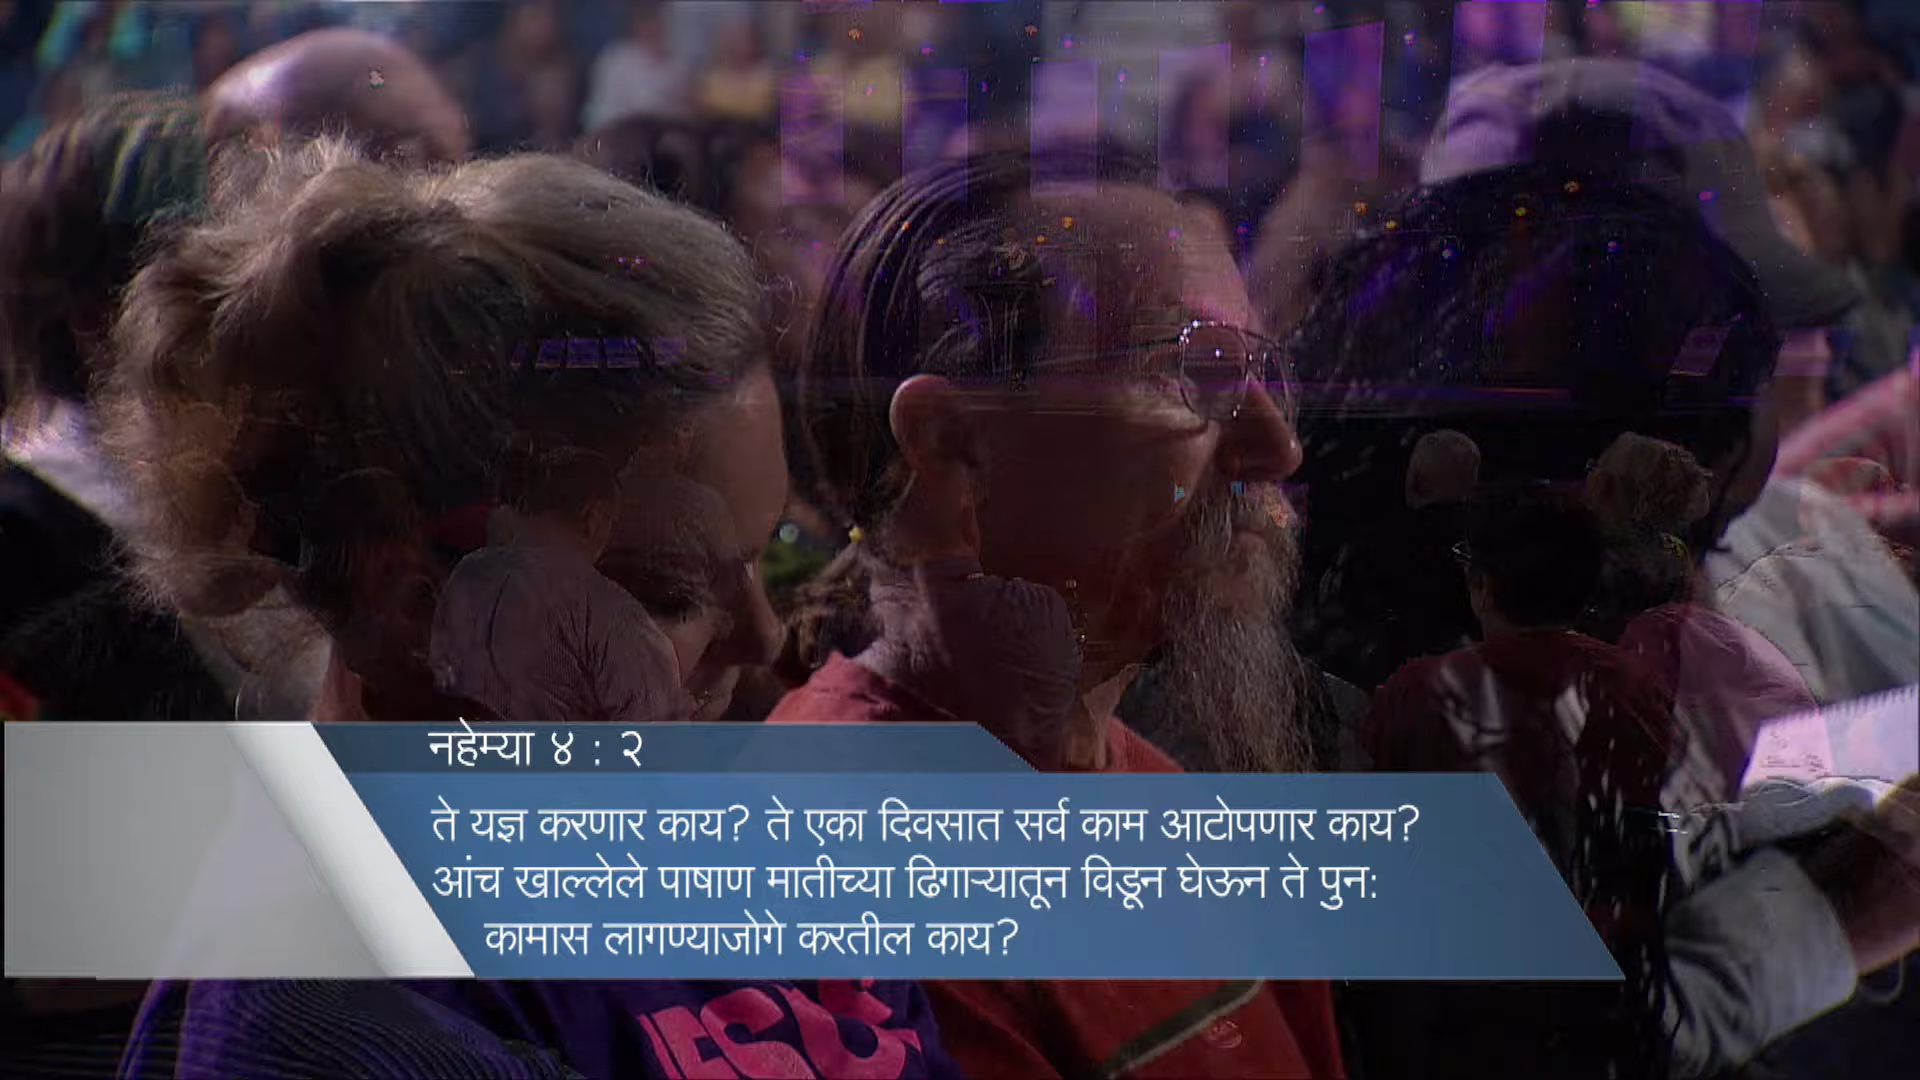 नहेम्या ४ : २
ते यज्ञ करणार काय? ते एका दिवसात सर्व काम आटोपणार काय?
आंच खाल्लेले पाषाण मातीच्या ढिगाऱ्यातून विडून घेऊन ते पुन:
कामास लागण्याजोगे करतील काय?